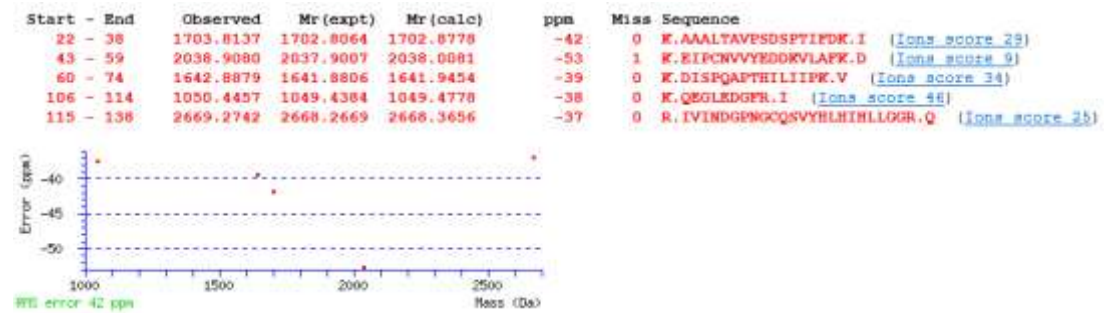 Start - End Observed Mr(expt) Mr(calc) ppm Miss Sequence
22 - 38 1703.8137 1702.8064 1702.8778 -42 0 K.AAALTAVPSDSPTIFDK.I (Ions score 29)
43 - 59 2038.9080 2037.9007 2038.0081 -53 1 K.EIPCNVVYEDDKVLAFK.D (Ions score 9)
60 - 74 1642.8879 1641.8806 1641.9454 -39 0 K.DISPQAPTHILIIPK.V (Ions score 34)
106 - 114 1050.4457 1049.4384 1049.4778 -38 0 K.QEGLEDGFR.I (Ions score 46)
115 - 138 2669.2742 2668.2669 2668.3656 -37 0 R.IVINDGPNGCQSVYHLHIHLLGGR.Q (Ions score 25)
Error (ppm)
-40
-45
-50
1000 1500 2000 2500
RMS error 42 ppm Mass (Da)